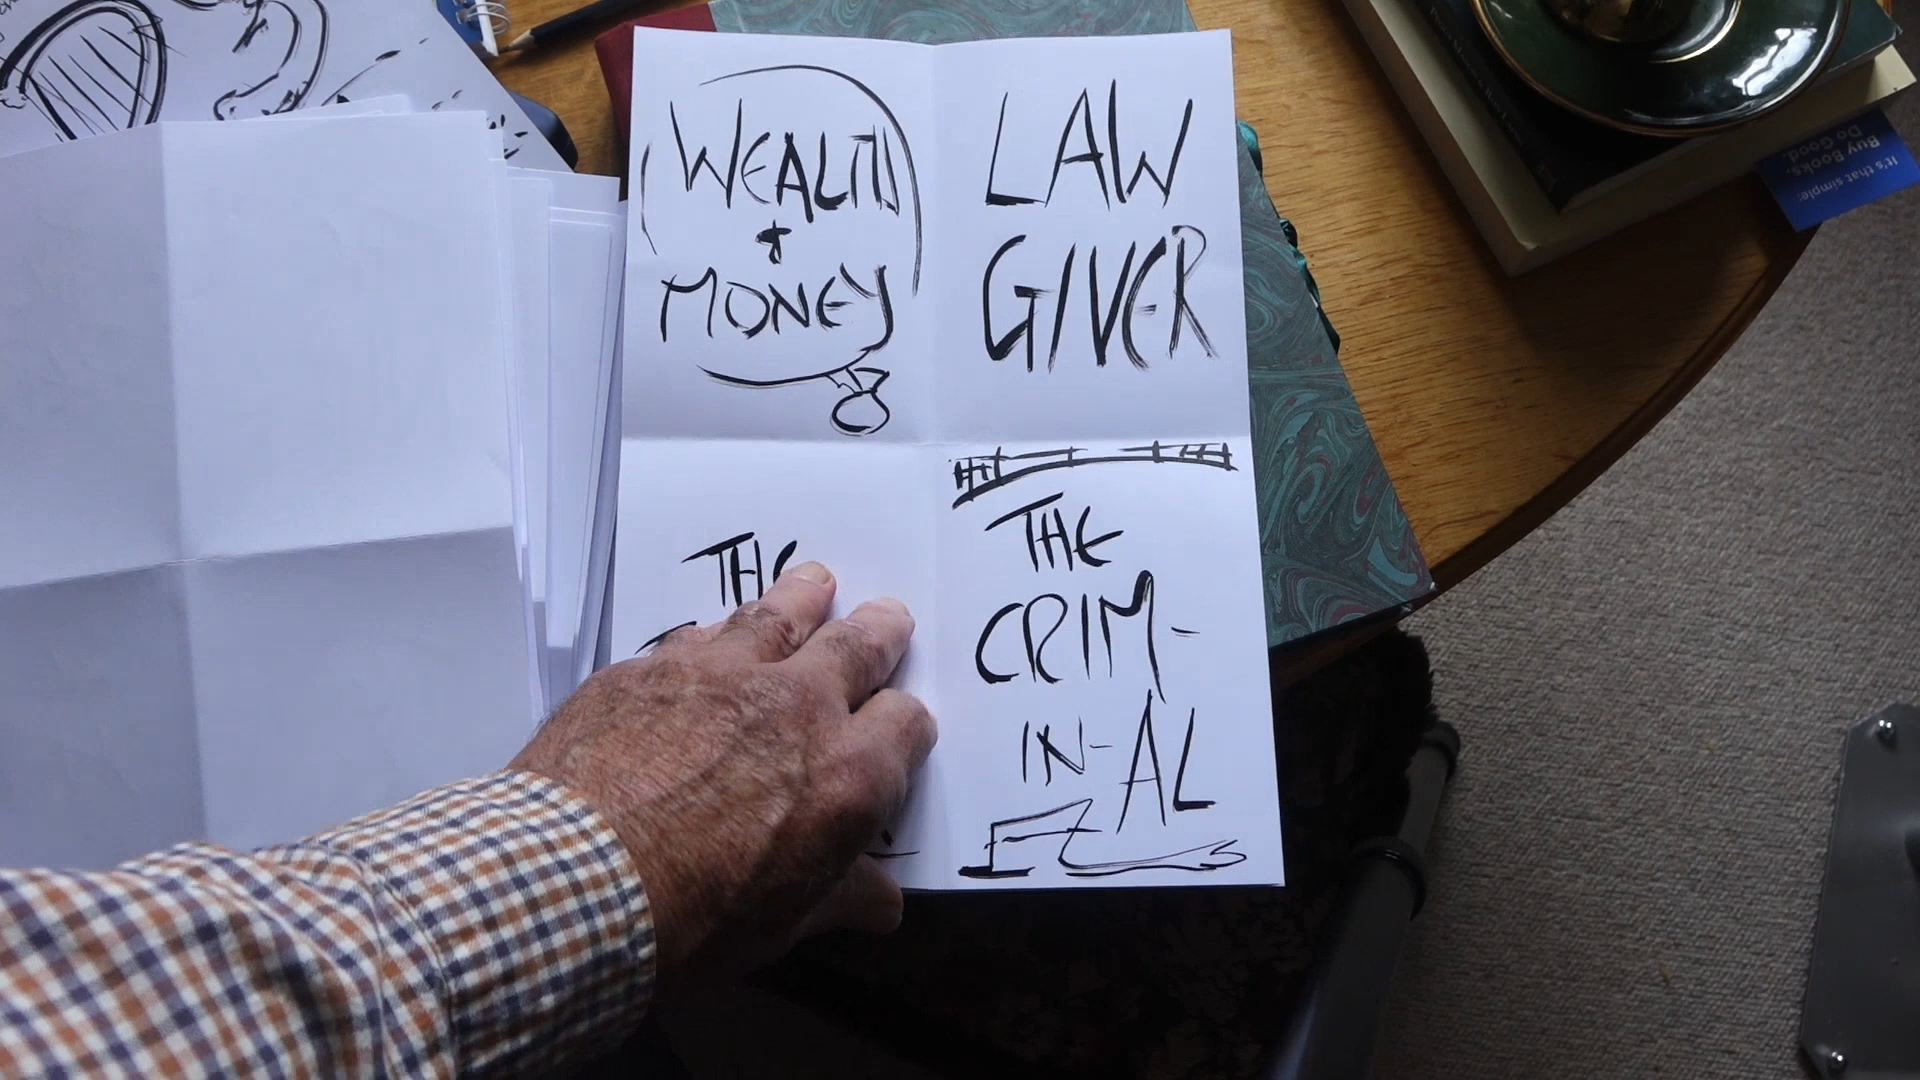 WEALTH
+
MONEY
LAW
GIVER
THE
THE
CRIM-
IN-AL
It's that simple:
Buy Books.
Do Good.